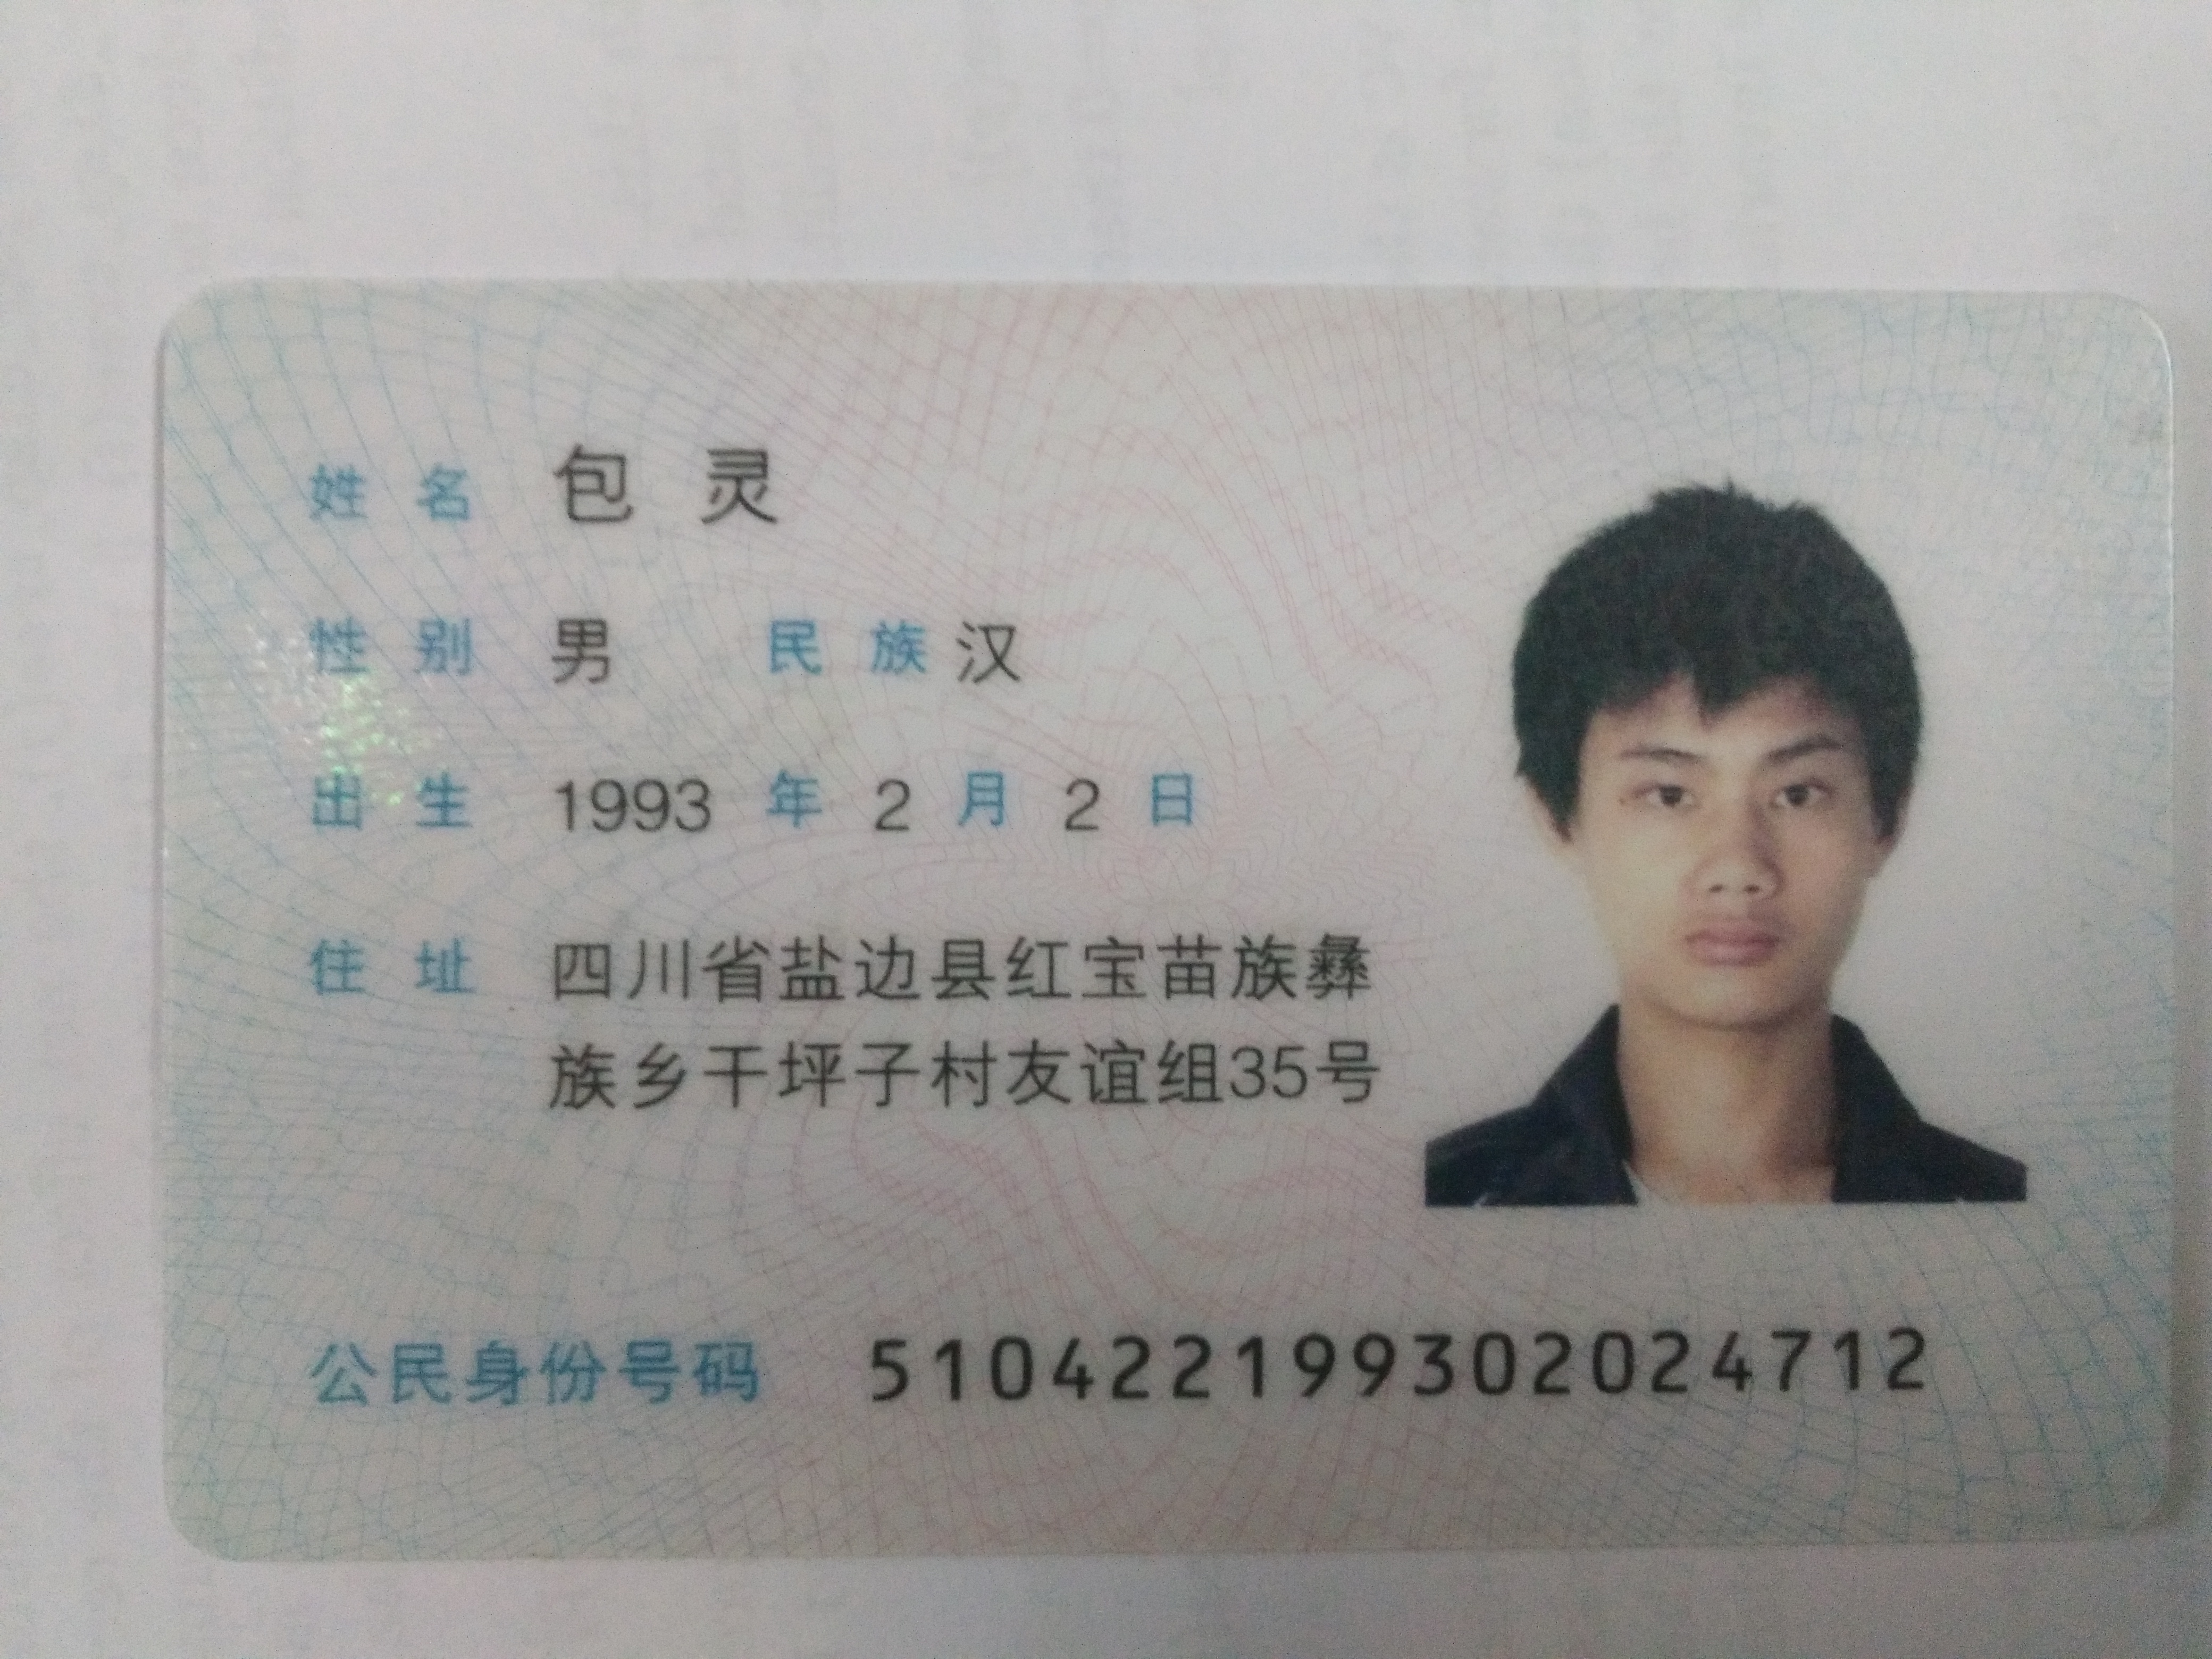 姓名 包灵
性别 男 民族 汉
出生 1993 年 2 月 2 日
住址 四川省盐边县红宝苗族彝
族乡干坪子村友谊组35号
公民身份号码 510422199302024712